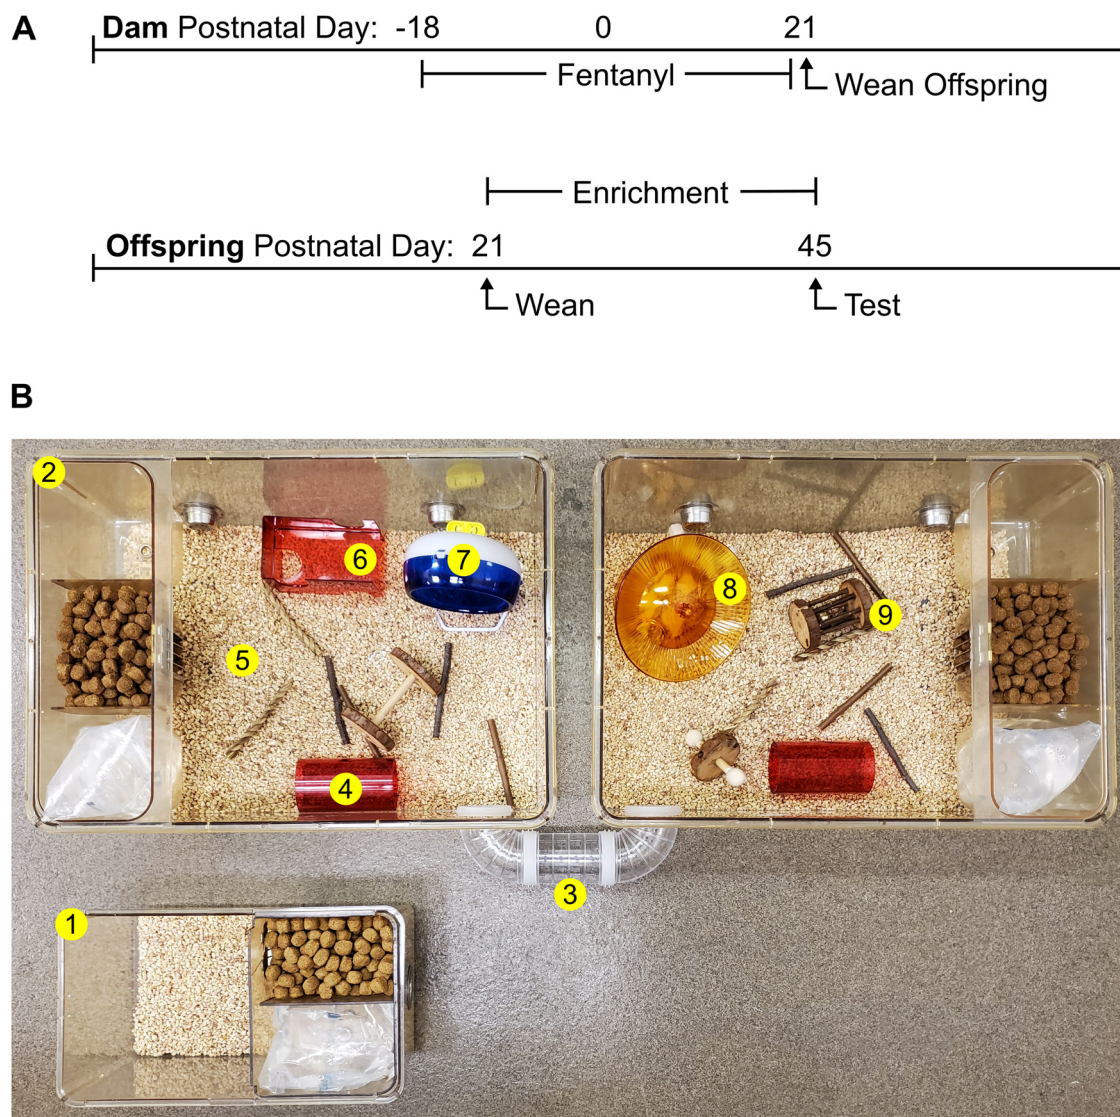 A
Dam Postnatal Day: -18 0 21
Fentanyl
Wean Offspring
Enrichment
Offspring Postnatal Day: 21 45
Wean
Test
B
2
6
7
8
9
5
4
3
1